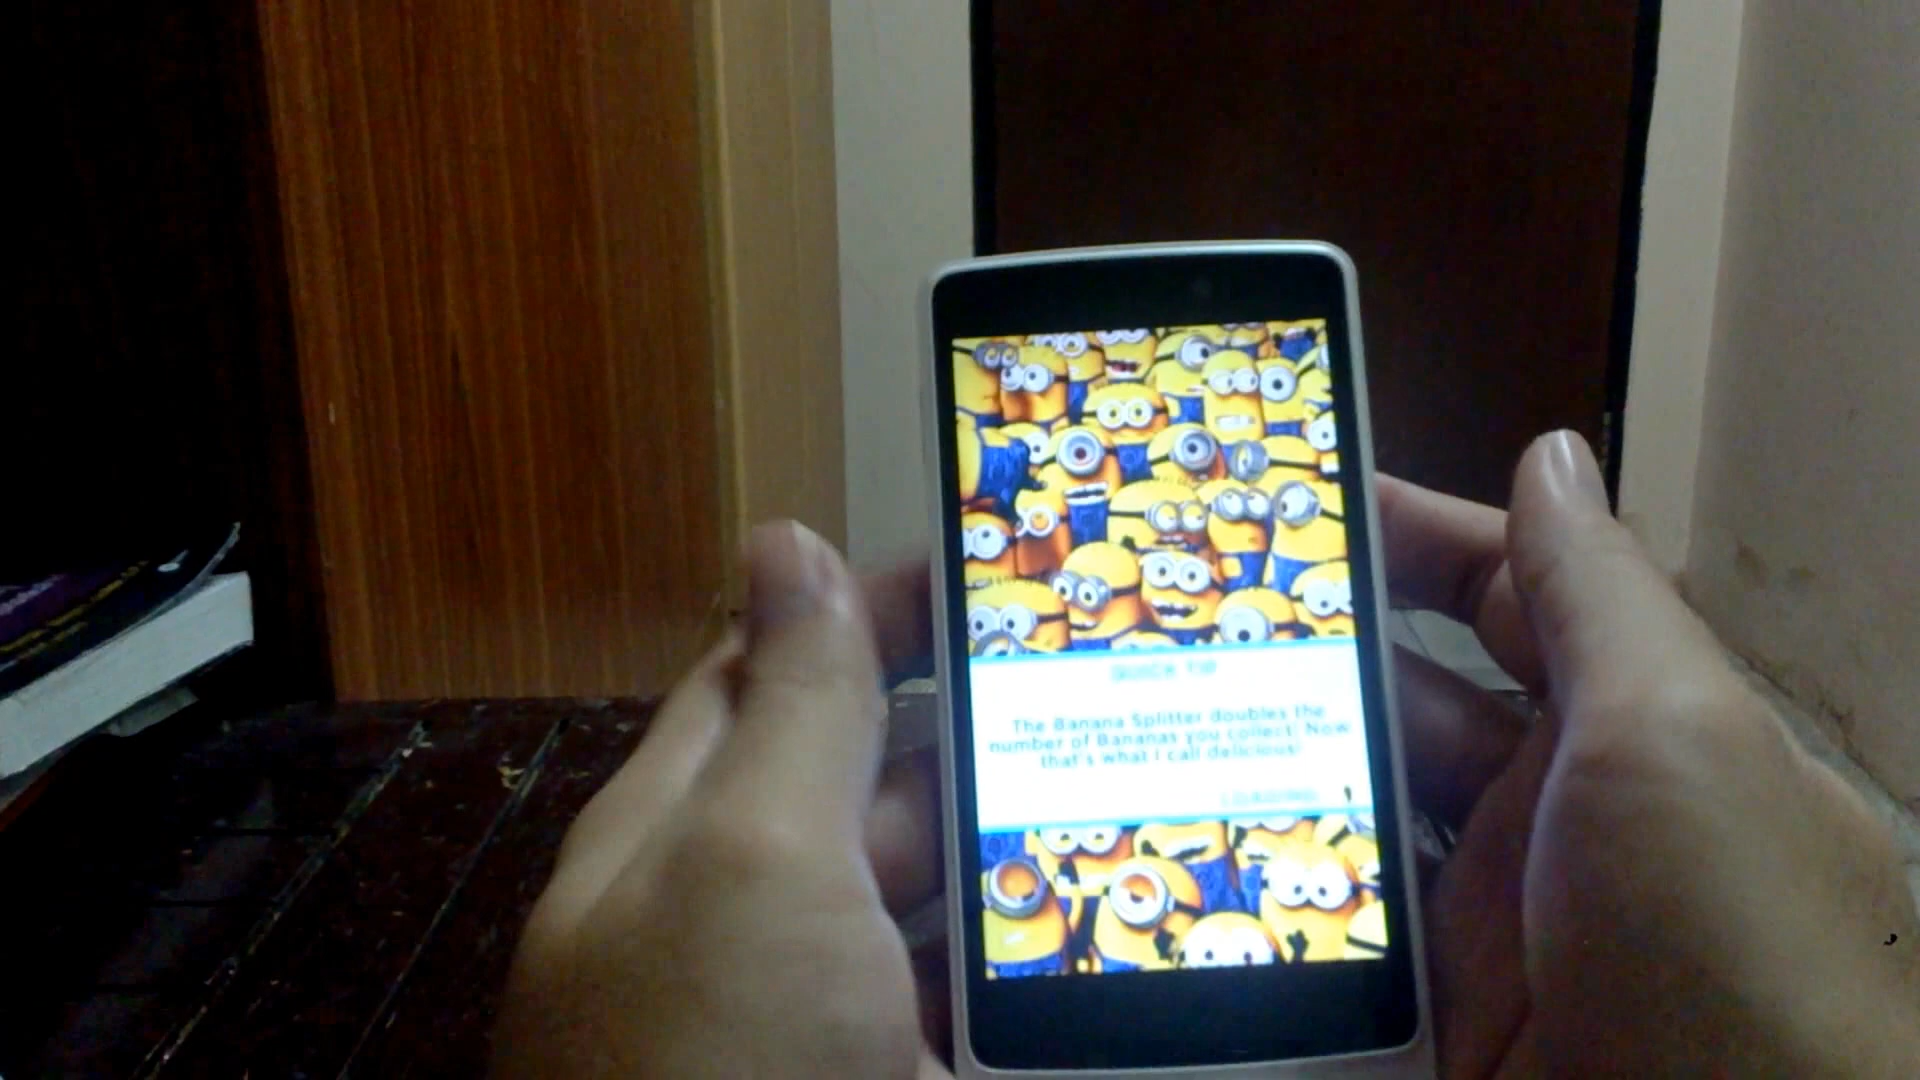 QUICK TIP
The Banana Splitter doubles the
number of Bananas you collect! Now
that's what I call delicious!
LOADING